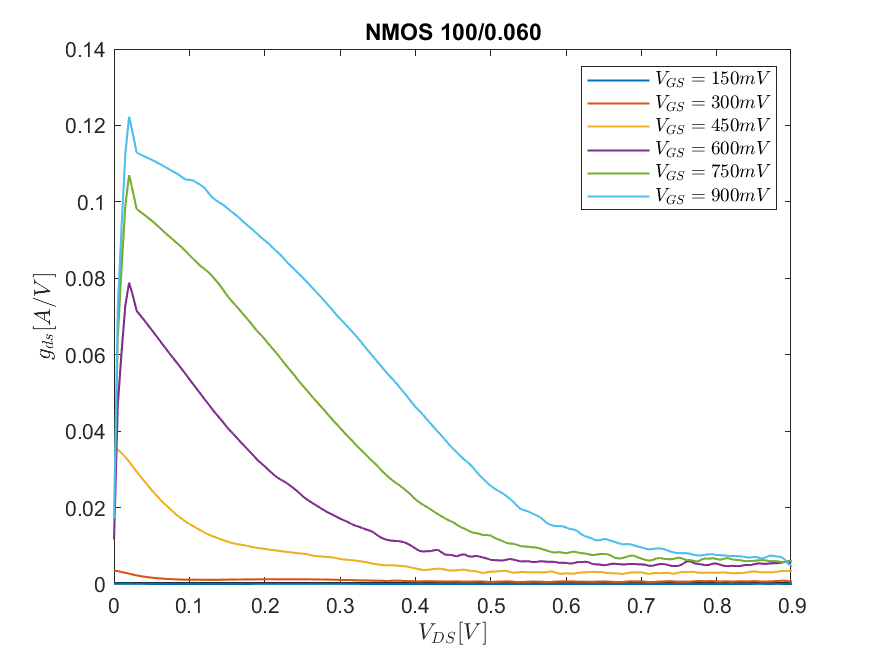 NMOS 100/0.060
0.14
0.12
0.1
0.08
0.06
0.04
0.02
0
g_{ds}[A/V]
V_{GS} = 150mV
V_{GS} = 300mV
V_{GS} = 450mV
V_{GS} = 600mV
V_{GS} = 750mV
V_{GS} = 900mV
0 0.1 0.2 0.3 0.4 0.5 0.6 0.7 0.8 0.9
V_{DS}[V]